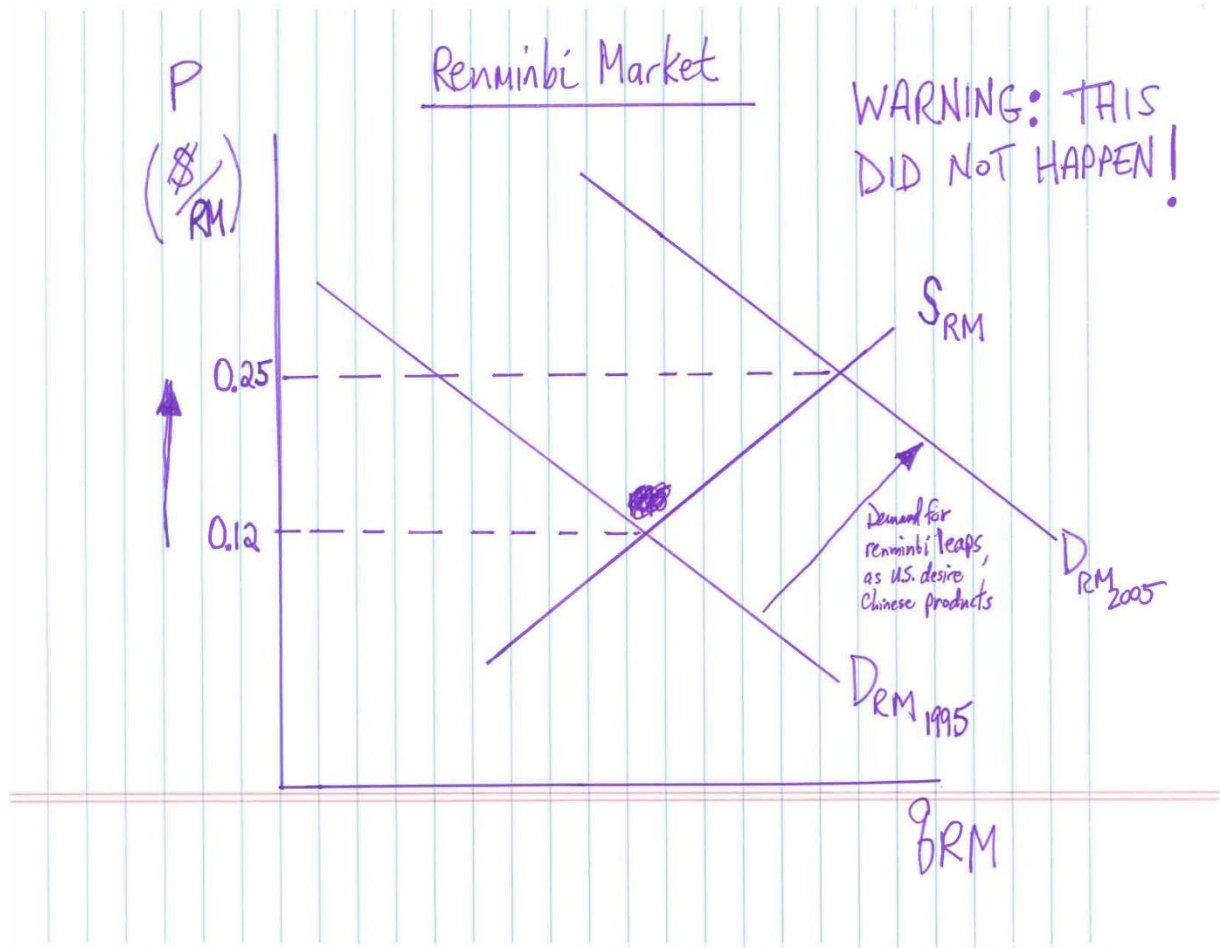 Renminbi Market
P
($/RM)
WARNING: THIS
DID NOT HAPPEN!
S RM
0.25
0.12
Demand for
renminbi leaps,
as U.S. desire
Chinese products
D RM 2005
D RM 1995
q RM